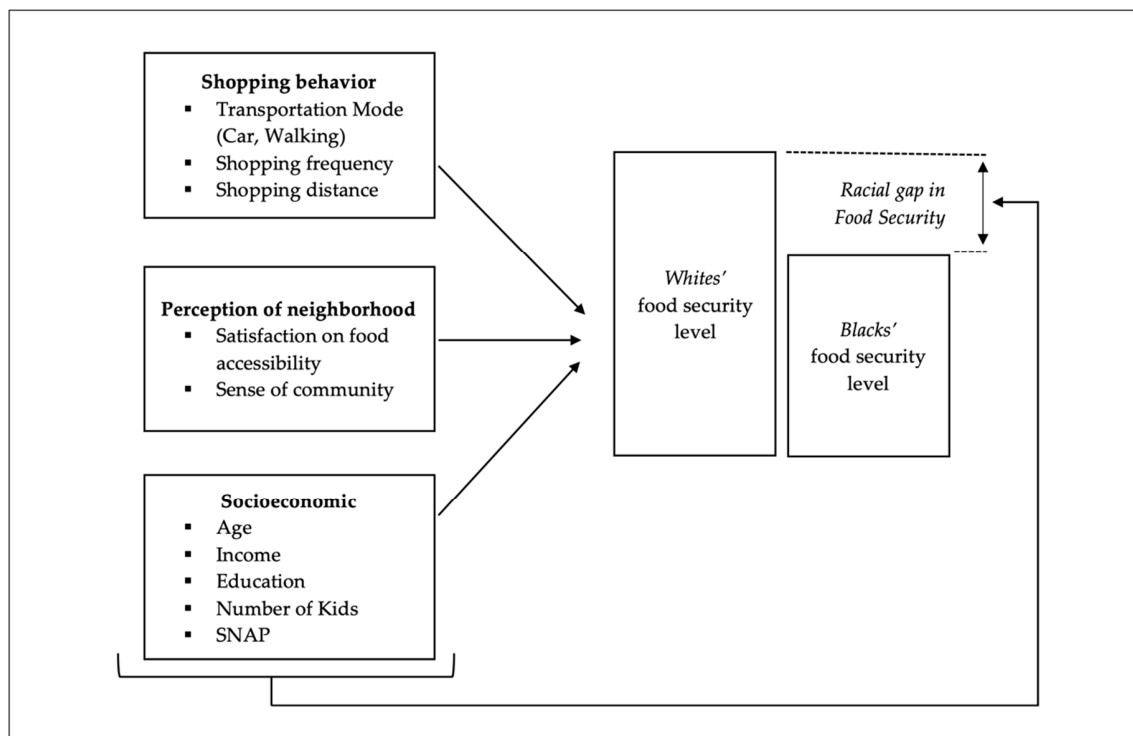 Shopping behavior
▪ Transportation Mode
(Car, Walking)
▪ Shopping frequency
▪ Shopping distance
Perception of neighborhood
▪ Satisfaction on food
accessibility
▪ Sense of community
Socioeconomic
▪ Age
▪ Income
▪ Education
▪ Number of Kids
▪ SNAP
Whites'
food security
level
Blacks'
food security
level
Racial gap in
Food Security